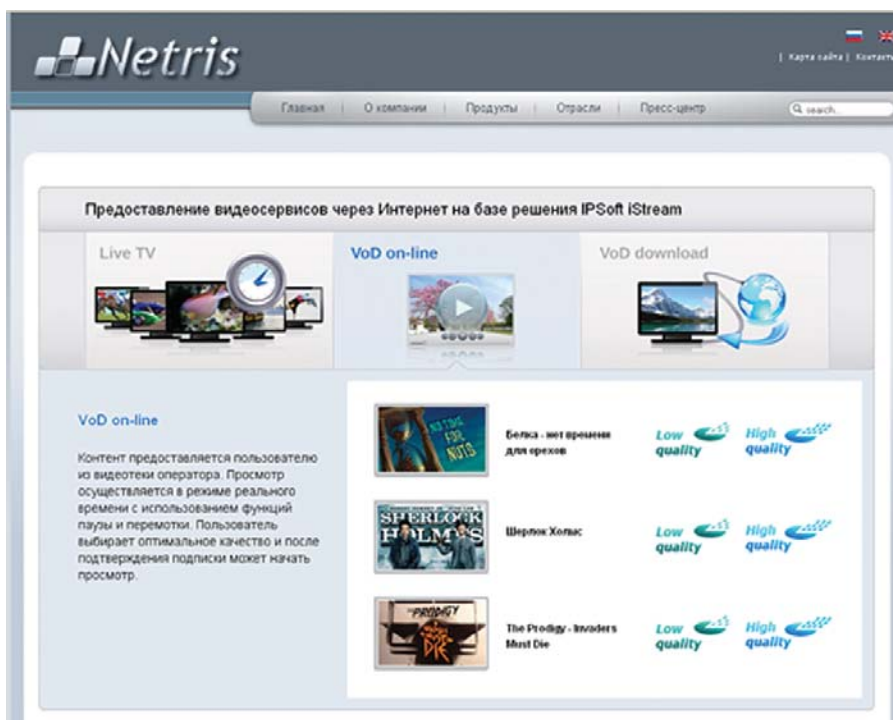 Netris
| Карта сайта | Контакты
Главная | О компании | Продукты | Отрасли | Пресс-центр
search...
Предоставление видеосервисов через Интернет на базе решения IPSoft iStream
Live TV
VoD on-line
VoD download
VoD on-line
Контент предоставляется пользователю
из видеотеки оператора. Просмотр
осуществляется в режиме реального
времени с использованием функций
паузы и перемотки. Пользователь
выбирает оптимальное качество и после
подтверждения подписки может начать
просмотр.
NO TIME
FOR
NUTS
Белка - нет времени
для орехов
Low
quality
High
quality
SHERLOCK
HOLMES
Шерлок Холмс
Low
quality
High
quality
THE PRODIGY
INVADERS
MUST
DIE
The Prodigy - Invaders
Must Die
Low
quality
High
quality